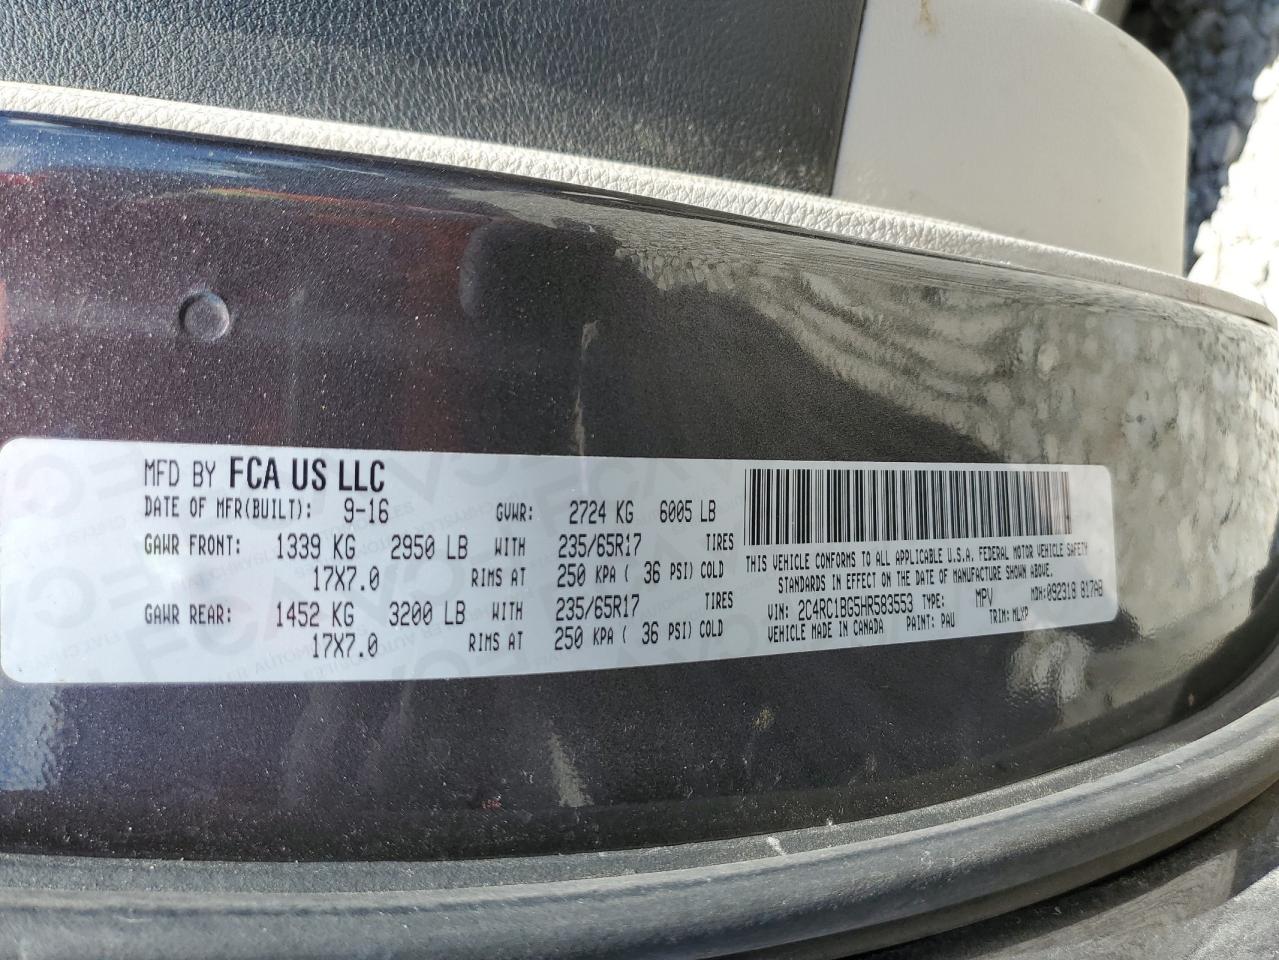 MFD BY FCA US LLC
DATE OF MFR(BUILT): 9-16 GVWR: 2724 KG 6005 LB
GAWR FRONT: 1339 KG 2950 LB WITH 235/65R17 TIRES
17X7.0 RIMS AT 250 KPA ( 36 PSI) COLD
GAWR REAR: 1452 KG 3200 LB WITH 235/65R17 TIRES
17X7.0 RIMS AT 250 KPA ( 36 PSI) COLD
THIS VEHICLE CONFORMS TO ALL APPLICABLE U.S.A. FEDERAL MOTOR VEHICLE SAFETY
STANDARDS IN EFFECT ON THE DATE OF MANUFACTURE SHOWN ABOVE.
VIN: 2C4RC1BG5HR583553 TYPE: MPV MDH:092318 817AB
VEHICLE MADE IN CANADA PAINT: PAU TRIM: MLXP